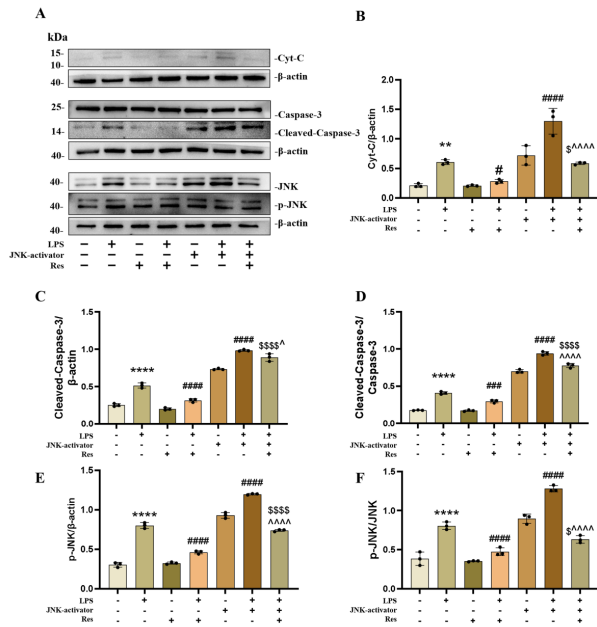 A
kDa
15-
10-
-Cyt-C
40-
-β-actin
25-
-Caspase-3
14-
-Cleaved-Caspase-3
40-
-β-actin
40-
-JNK
40-
-p-JNK
40-
-β-actin
LPS - + - + - + +
JNK-activator - - - - + + +
Res - - + + - - +
B
Cyt-C/β-actin
2.0
1.5
1.0
0.5
0.0
**
#
####
$^^^^
LPS - + - + - + +
JNK-activator - - - - + + +
Res - - + + - - +
C
Cleaved-Caspase-3/
β-actin
1.5
1.0
0.5
0.0
****
####
####
$$$$^
LPS - + - + - + +
JNK-activator - - - - + + +
Res - - + + - - +
D
Cleaved-Caspase-3/
Caspase-3
1.5
1.0
0.5
0.0
****
###
####
$$$$
^^^^
LPS - + - + - + +
JNK-activator - - - - + + +
Res - - + + - - +
E
p-JNK/β-actin
1.5
1.0
0.5
0.0
****
####
####
$$$$
^^^^
LPS - + - + - + +
JNK-activator - - - - + + +
Res - - + + - - +
F
p-JNK/JNK
1.5
1.0
0.5
0.0
****
####
####
$^^^^
LPS - + - + - + +
JNK-activator - - - - + + +
Res - - + + - - +